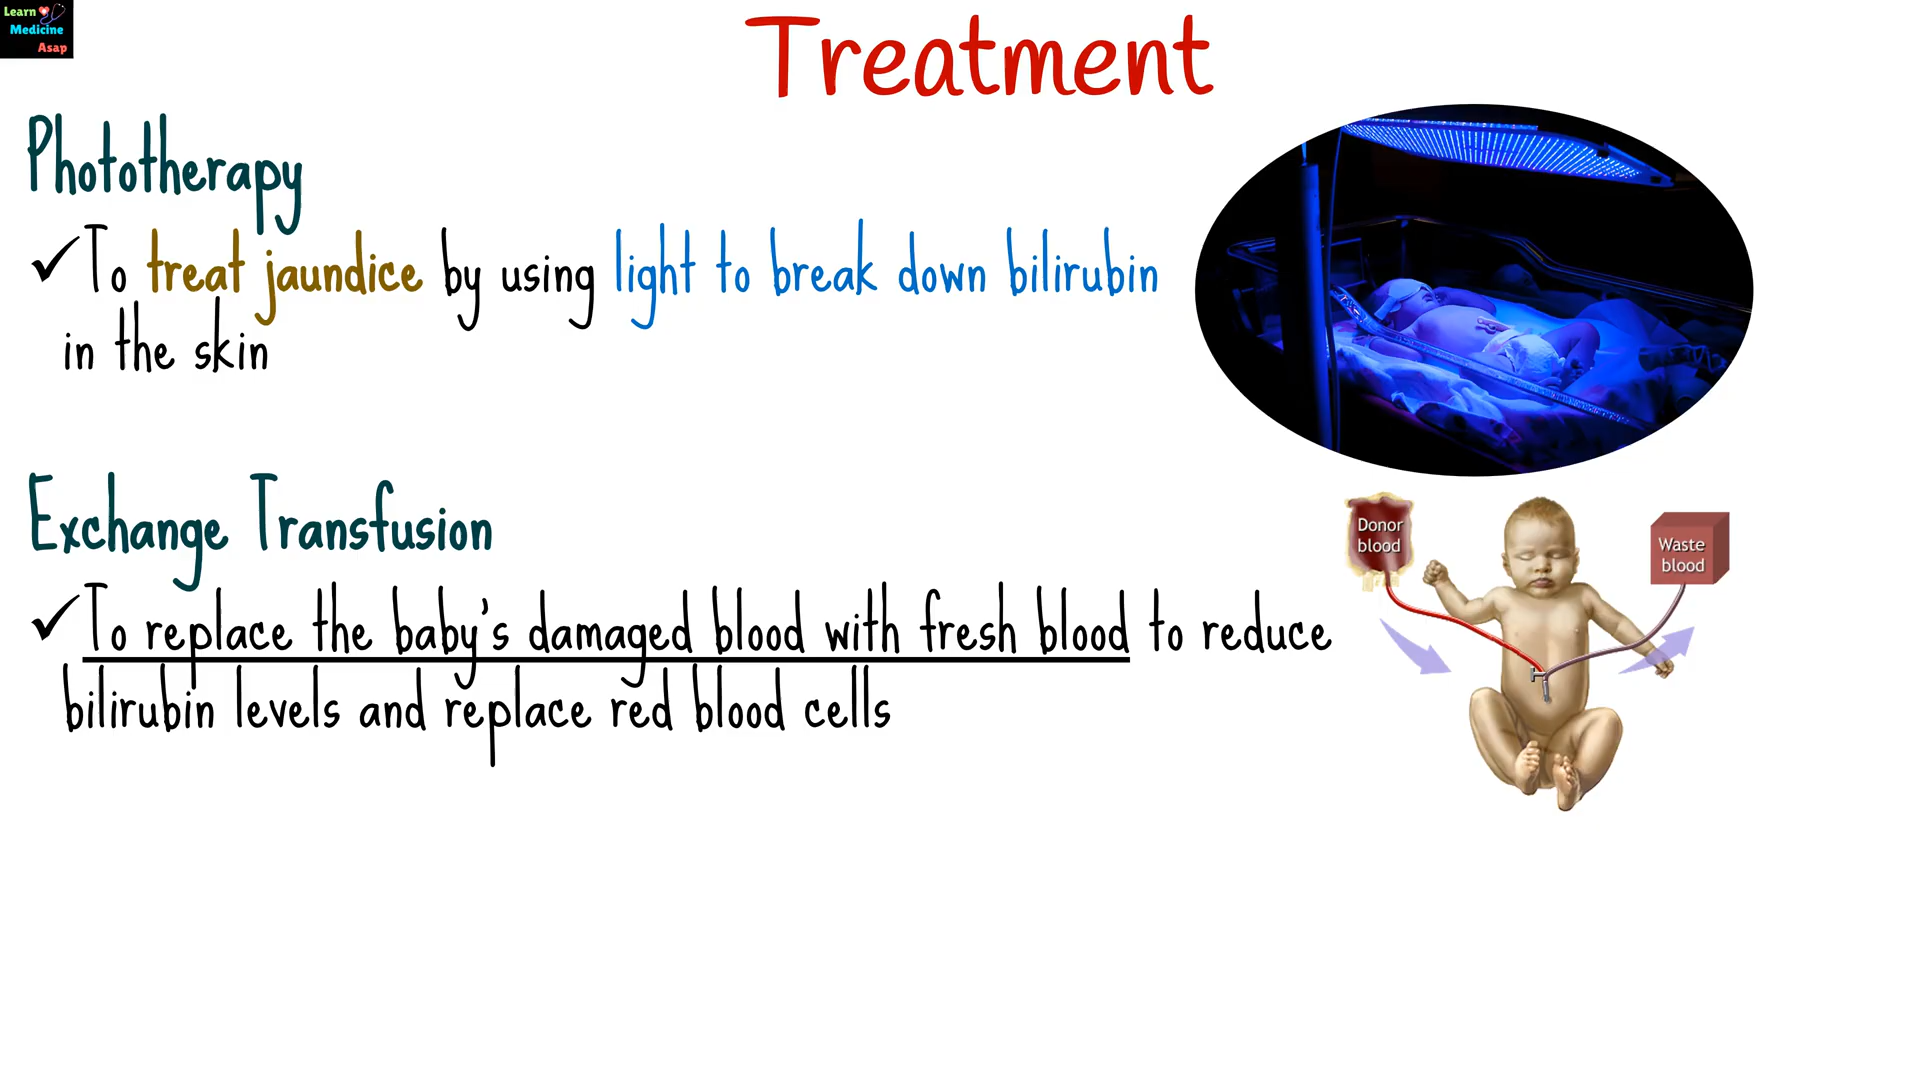 Learn
Medicine
Asap
Treatment
Phototherapy
✓To treat jaundice by using light to break down bilirubin
in the skin
Exchange Transfusion
✓To replace the baby's damaged blood with fresh blood to reduce
bilirubin levels and replace red blood cells
Donor
blood
Waste
blood